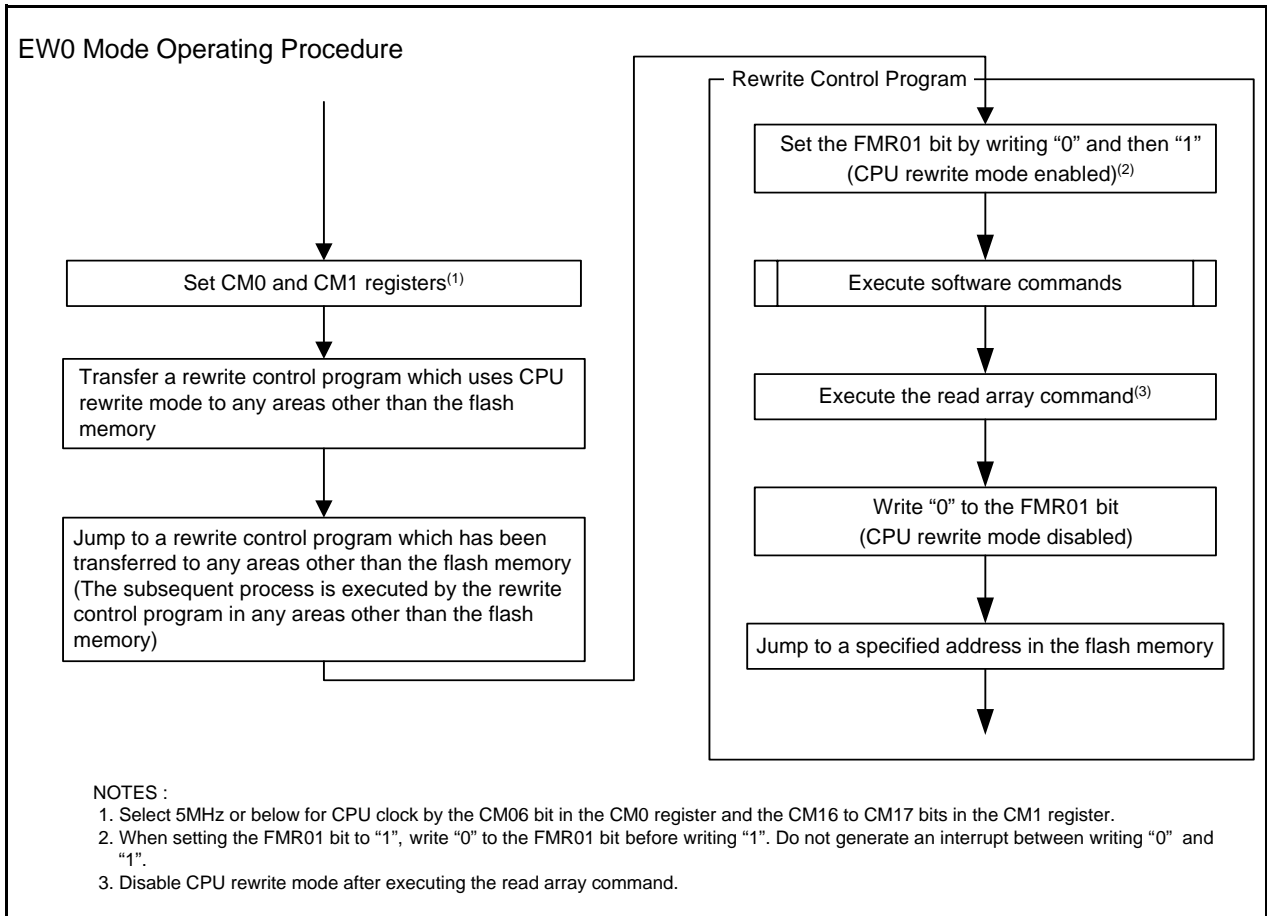 EW0 Mode Operating Procedure
Set CM0 and CM1 registers(1)
Transfer a rewrite control program which uses CPU
rewrite mode to any areas other than the flash
memory
Jump to a rewrite control program which has been
transferred to any areas other than the flash memory
(The subsequent process is executed by the rewrite
control program in any areas other than the flash
memory)
Rewrite Control Program
Set the FMR01 bit by writing “0” and then “1”
(CPU rewrite mode enabled)(2)
Execute software commands
Execute the read array command(3)
Write “0” to the FMR01 bit
(CPU rewrite mode disabled)
Jump to a specified address in the flash memory
NOTES :
1. Select 5MHz or below for CPU clock by the CM06 bit in the CM0 register and the CM16 to CM17 bits in the CM1 register.
2. When setting the FMR01 bit to “1”, write “0” to the FMR01 bit before writing “1”. Do not generate an interrupt between writing “0” and
“1”.
3. Disable CPU rewrite mode after executing the read array command.